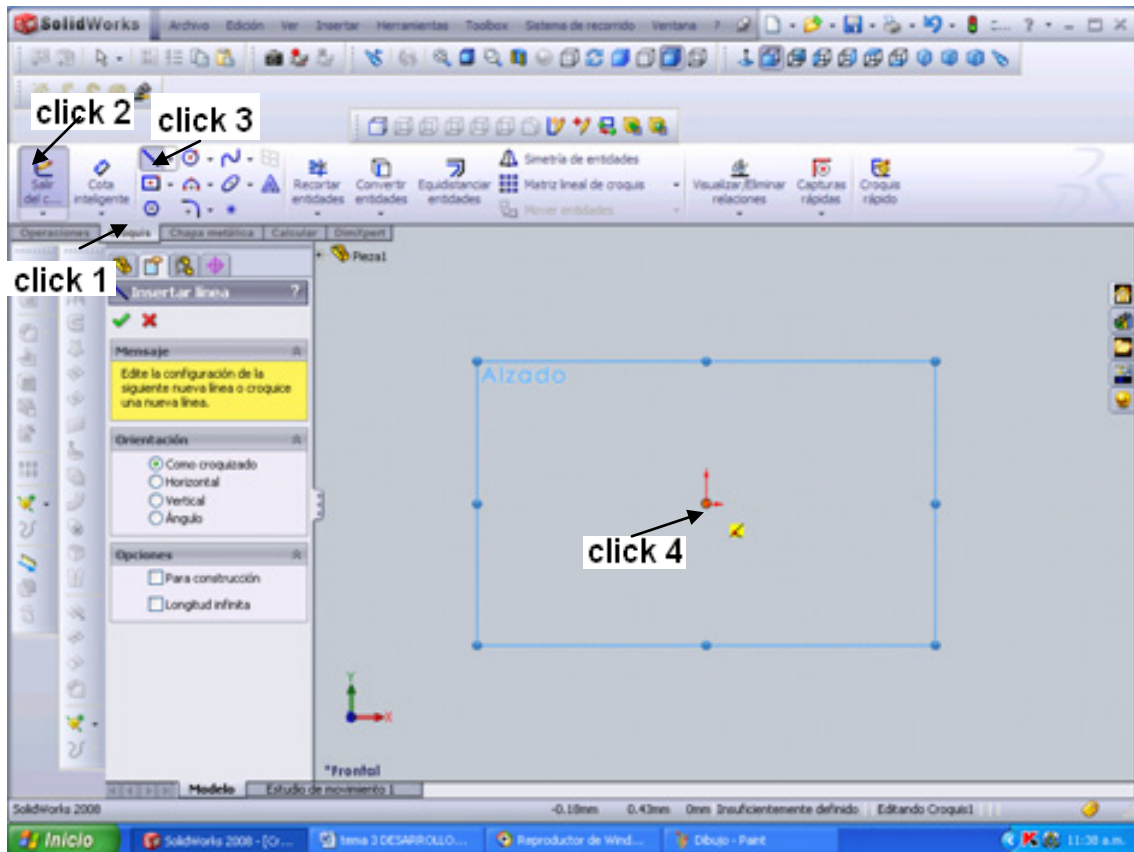 SolidWorks Archivo Edición Ver Insertar Herramientas Toolbox Sistema de recorrido Ventana ? c... ?
click 2
click 3
Salir del c...
Cota inteligente
Recortar entidades
Convertir entidades
Equidistanciar entidades
Simetría de entidades
Matriz lineal de croquis
Mover entidades
Visualizar/Eliminar relaciones
Capturas rápidas
Croquis rápido
Operaciones Croquis Chapa metálica Calcular DimXpert
click 1
Pieza1
Insertar línea ?
Mensaje
Edite la configuración de la
siguiente nueva línea o croquice
una nueva línea.
Alzado
Orientación
Como croquizado
Horizontal
Vertical
Ángulo
click 4
Opciones
Para construcción
Longitud infinita
Y
X
*Frontal
Modelo Estudio de movimiento 1
SolidWorks 2008 -0.18mm 0.43mm 0mm Insuficientemente definido Editando Croquis1
Inicio SolidWorks 2008 - [Cr... tema 3 DESARROLLO... Reproductor de Wind... Dibujo - Paint 11:38 a.m.